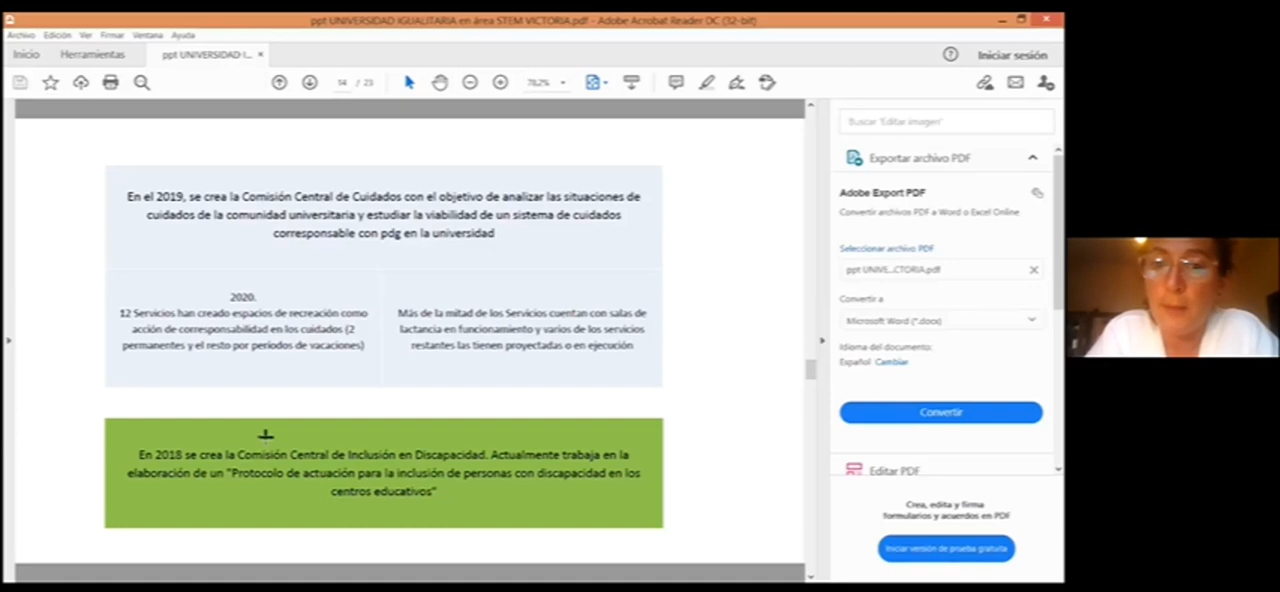 ppt UNIVERSIDAD IGUALITARIA en área STEM VICTORIA.pdf - Adobe Acrobat Reader DC (32-bit)
Archivo Edición Ver Firmar Ventana Ayuda
Inicio Herramientas ppt UNIVERSIDAD I... × Iniciar sesión
14 / 23 78,2%
En el 2019, se crea la Comisión Central de Cuidados con el objetivo de analizar las situaciones de
cuidados de la comunidad universitaria y estudiar la viabilidad de un sistema de cuidados
corresponsable con pdg en la universidad
2020.
12 Servicios han creado espacios de recreación como
acción de corresponsabilidad en los cuidados (2
permanentes y el resto por períodos de vacaciones)
Más de la mitad de los Servicios cuentan con salas de
lactancia en funcionamiento y varios de los servicios
restantes las tienen proyectadas o en ejecución
En 2018 se crea la Comisión Central de Inclusión en Discapacidad. Actualmente trabaja en la
elaboración de un "Protocolo de actuación para la inclusión de personas con discapacidad en los
centros educativos"
Buscar 'Editar imagen'
Exportar archivo PDF
Adobe Export PDF
Convertir archivos PDF a Word o Excel Online
Seleccionar archivo PDF
ppt UNIVE...CTORIA.pdf
Convertir a
Microsoft Word (*.docx)
Idioma del documento:
Español Cambiar
Convertir
Editar PDF
Crea, edita y firma
formularios y acuerdos en PDF
Iniciar versión de prueba gratuita